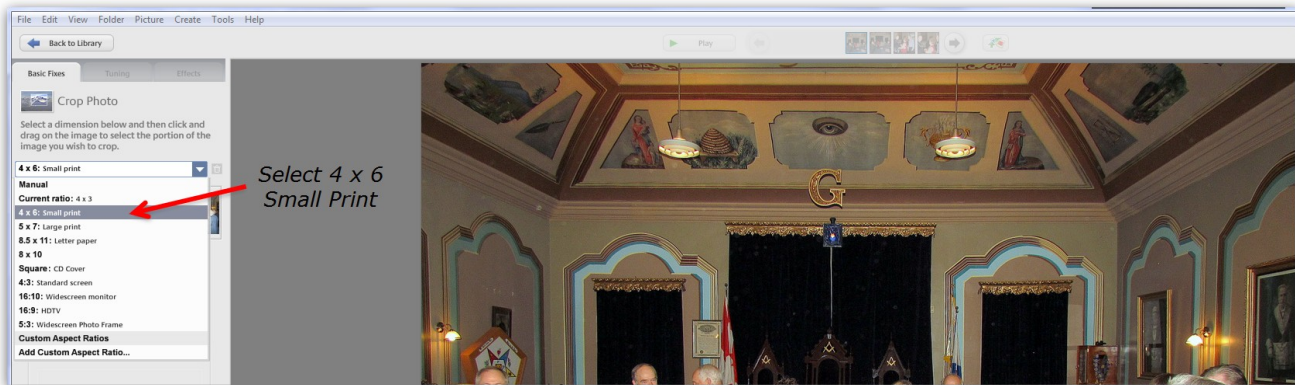 File Edit View Folder Picture Create Tools Help
Back to Library
Play
Basic Fixes Tuning Effects
Crop Photo
Select a dimension below and then click and
drag on the image to select the portion of the
image you wish to crop.
4 x 6: Small print
Manual
Current ratio: 4 x 3
4 x 6: Small print
5 x 7: Large print
8.5 x 11: Letter paper
8 x 10
Square: CD Cover
4:3: Standard screen
16:10: Widescreen monitor
16:9: HDTV
5:3: Widescreen Photo Frame
Custom Aspect Ratios
Add Custom Aspect Ratio...
Select 4 x 6
Small Print
G